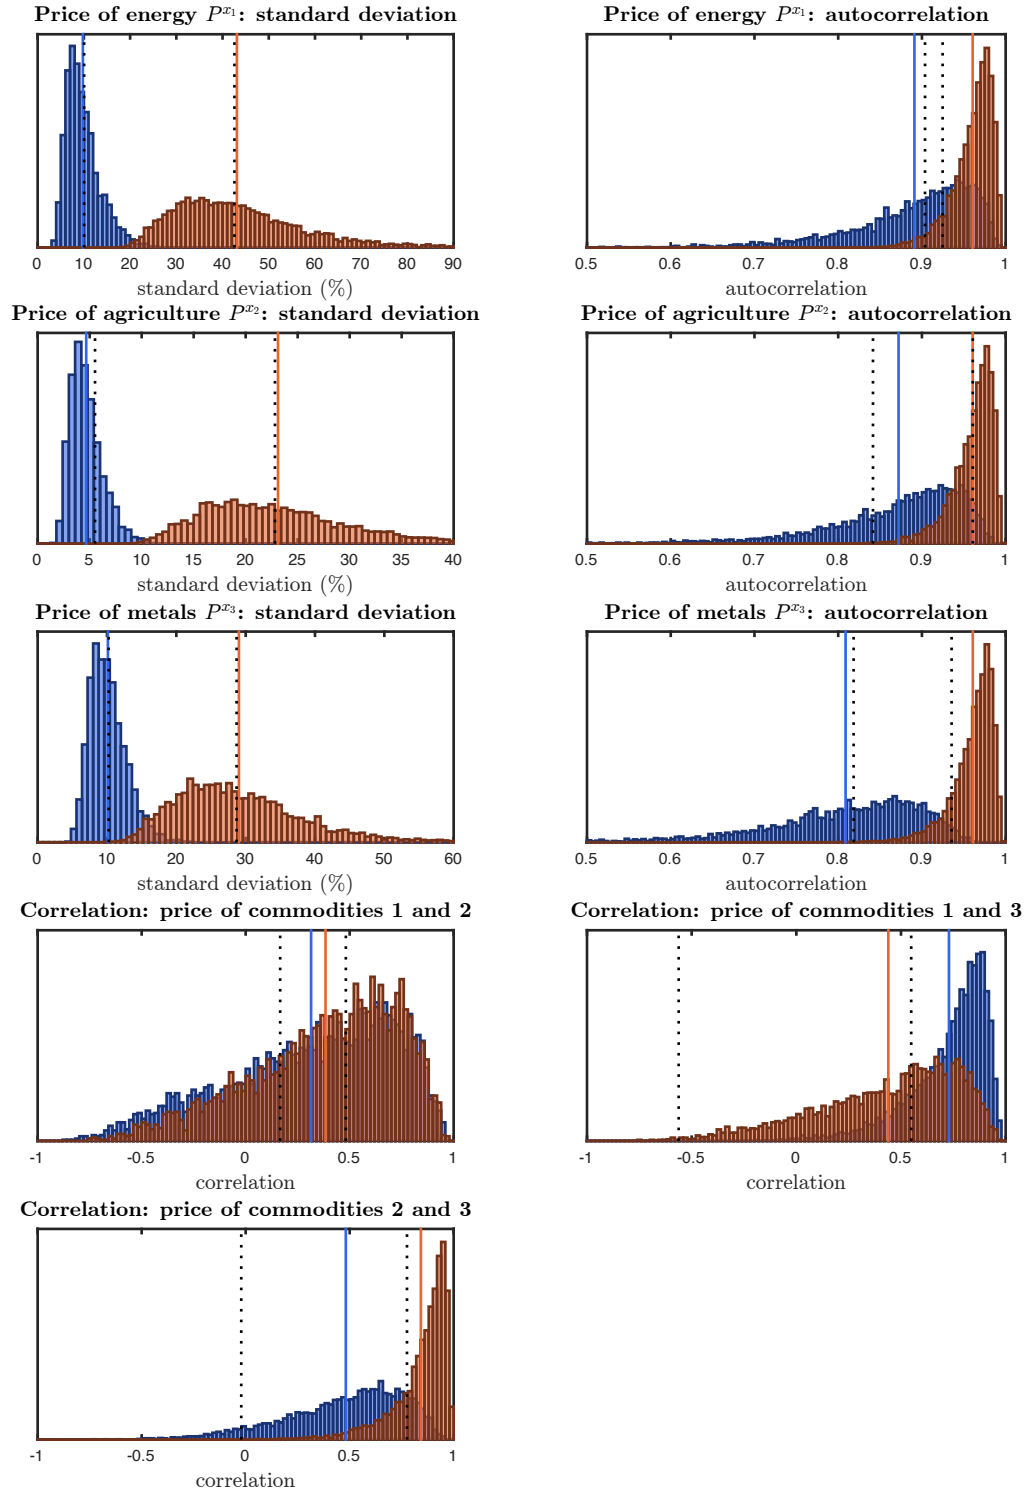 Price of energy P^{x_1}: standard deviation
0 10 20 30 40 50 60 70 80 90
standard deviation (%)
Price of energy P^{x_1}: autocorrelation
0.5 0.6 0.7 0.8 0.9 1
autocorrelation
Price of agriculture P^{x_2}: standard deviation
0 5 10 15 20 25 30 35 40
standard deviation (%)
Price of agriculture P^{x_2}: autocorrelation
0.5 0.6 0.7 0.8 0.9 1
autocorrelation
Price of metals P^{x_3}: standard deviation
0 10 20 30 40 50 60
standard deviation (%)
Price of metals P^{x_3}: autocorrelation
0.5 0.6 0.7 0.8 0.9 1
autocorrelation
Correlation: price of commodities 1 and 2
-1 -0.5 0 0.5 1
correlation
Correlation: price of commodities 1 and 3
-1 -0.5 0 0.5 1
correlation
Correlation: price of commodities 2 and 3
-1 -0.5 0 0.5 1
correlation